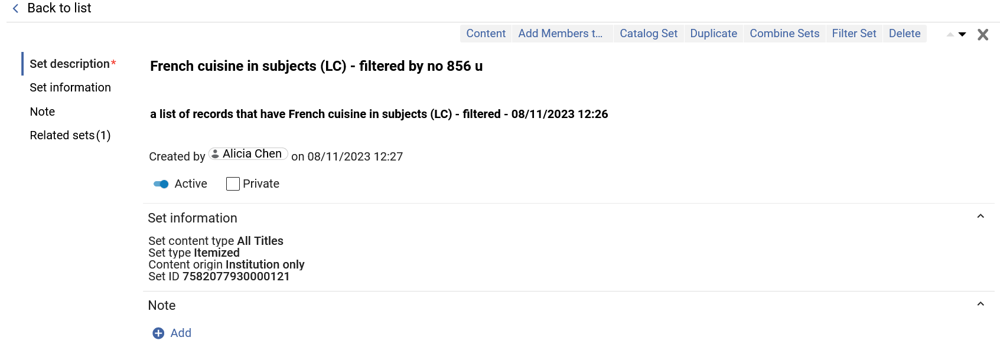 Back to list
Content Add Members t... Catalog Set Duplicate Combine Sets Filter Set Delete
Set description*
Set information
Note
Related sets (1)
French cuisine in subjects (LC) - filtered by no 856 u
a list of records that have French cuisine in subjects (LC) - filtered - 08/11/2023 12:26
Created by Alicia Chen on 08/11/2023 12:27
Active Private
Set information
Set content type All Titles
Set type Itemized
Content origin Institution only
Set ID 7582077930000121
Note
Add